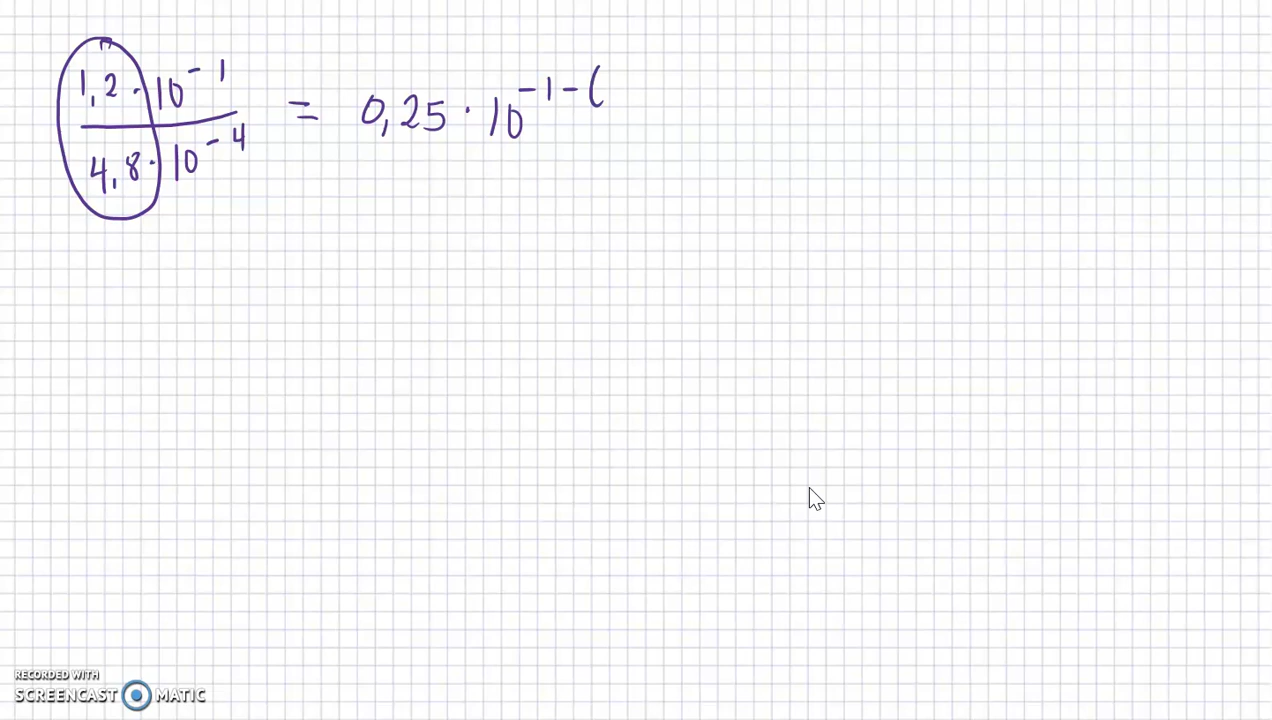 1,2 · 10⁻¹ / 4,8 · 10⁻⁴ = 0,25 · 10⁻¹⁻⁽
RECORDED WITH
SCREENCAST MATIC